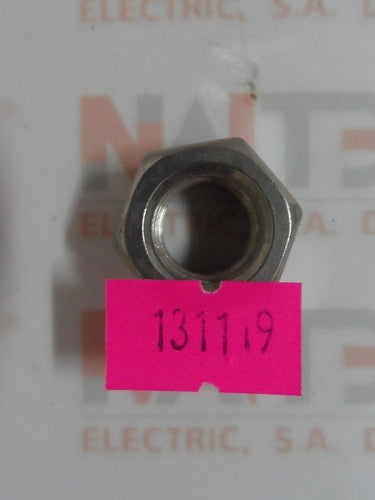 ELECTRIC, S.A. D
ELECTRIC, S.A. D
131119
ELECTRIC, S.A. D